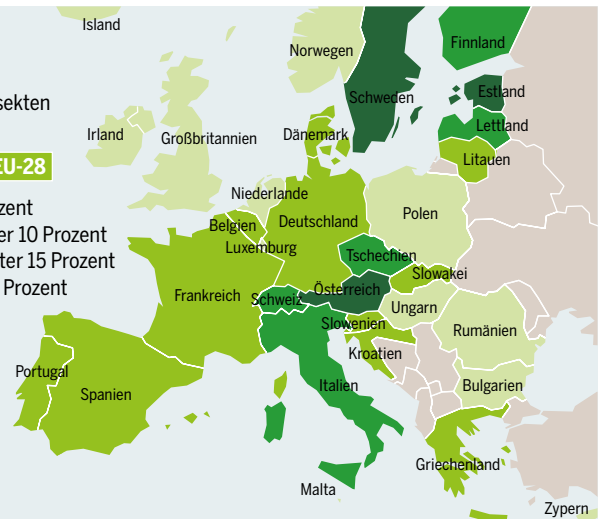 Island
Norwegen
Finnland
sekten
Schweden
Estland
Lettland
Irland
Großbritannien
Dänemark
Litauen
EU-28
Niederlande
zent
Belgien
Deutschland
Polen
er 10 Prozent
Luxemburg
ter 15 Prozent
Tschechien
Slowakei
Prozent
Frankreich
Schweiz
Österreich
Ungarn
Slowenien
Rumänien
Kroatien
Portugal
Spanien
Italien
Bulgarien
Griechenland
Malta
Zypern